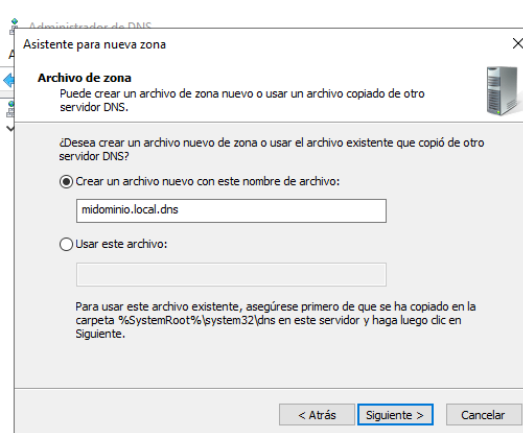 Administrador de DNS
Asistente para nueva zona
Archivo de zona
Puede crear un archivo de zona nuevo o usar un archivo copiado de otro
servidor DNS.
¿Desea crear un archivo nuevo de zona o usar el archivo existente que copió de otro
servidor DNS?
Crear un archivo nuevo con este nombre de archivo:
midominio.local.dns
Usar este archivo:
Para usar este archivo existente, asegúrese primero de que se ha copiado en la
carpeta %SystemRoot%\system32\dns en este servidor y haga luego clic en
Siguiente.
< Atrás
Siguiente >
Cancelar